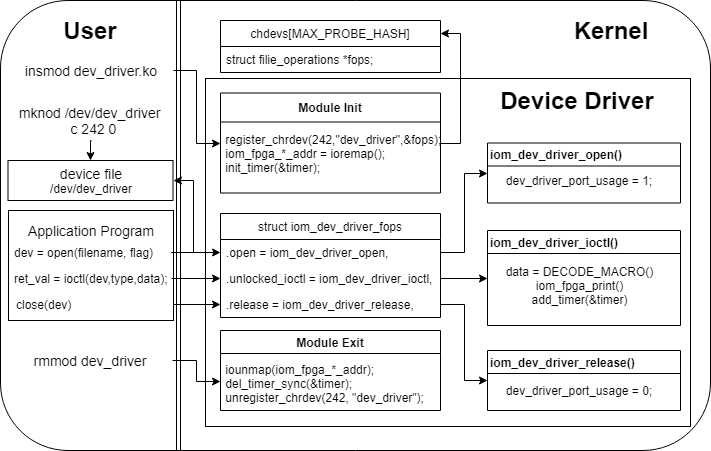 User
Kernel
chdevs[MAX_PROBE_HASH]
struct filie_operations *fops;
insmod dev_driver.ko
mknod /dev/dev_driver
c 242 0
device file
/dev/dev_driver
Application Program
dev = open(filename, flag)
ret_val = ioctl(dev,type,data);
close(dev)
rmmod dev_driver
Device Driver
Module Init
register_chrdev(242,"dev_driver",&fops);
iom_fpga_*_addr = ioremap();
init_timer(&timer);
struct iom_dev_driver_fops
.open = iom_dev_driver_open,
.unlocked_ioctl = iom_dev_driver_ioctl,
.release = iom_dev_driver_release,
Module Exit
iounmap(iom_fpga_*_addr);
del_timer_sync(&timer);
unregister_chrdev(242, "dev_driver");
iom_dev_driver_open()
dev_driver_port_usage = 1;
iom_dev_driver_ioctl()
data = DECODE_MACRO()
iom_fpga_print()
add_timer(&timer)
iom_dev_driver_release()
dev_driver_port_usage = 0;